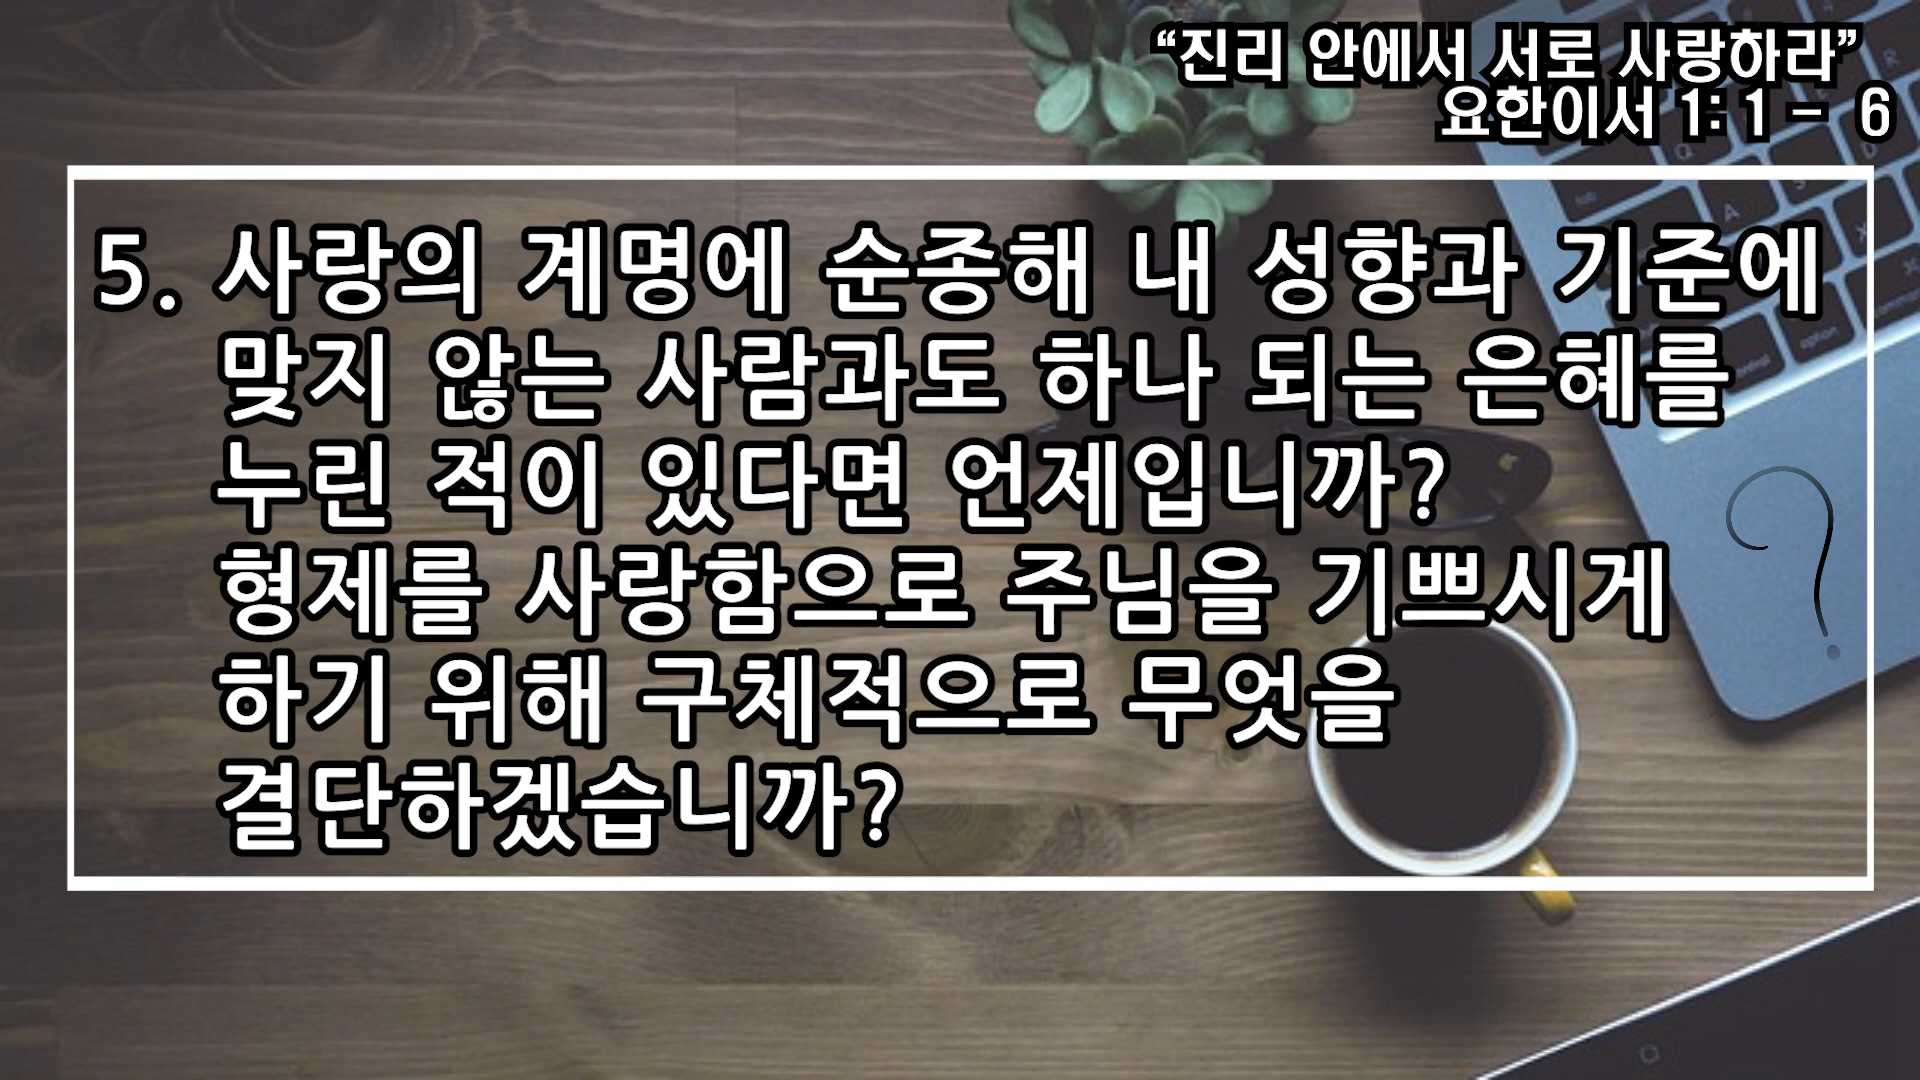 “진리 안에서 서로 사랑하라”
요한이서 1: 1 - 6
5. 사랑의 계명에 순종해 내 성향과 기준에
맞지 않는 사람과도 하나 되는 은혜를
누린 적이 있다면 언제입니까?
형제를 사랑함으로 주님을 기쁘시게
하기 위해 구체적으로 무엇을
결단하겠습니까?
?